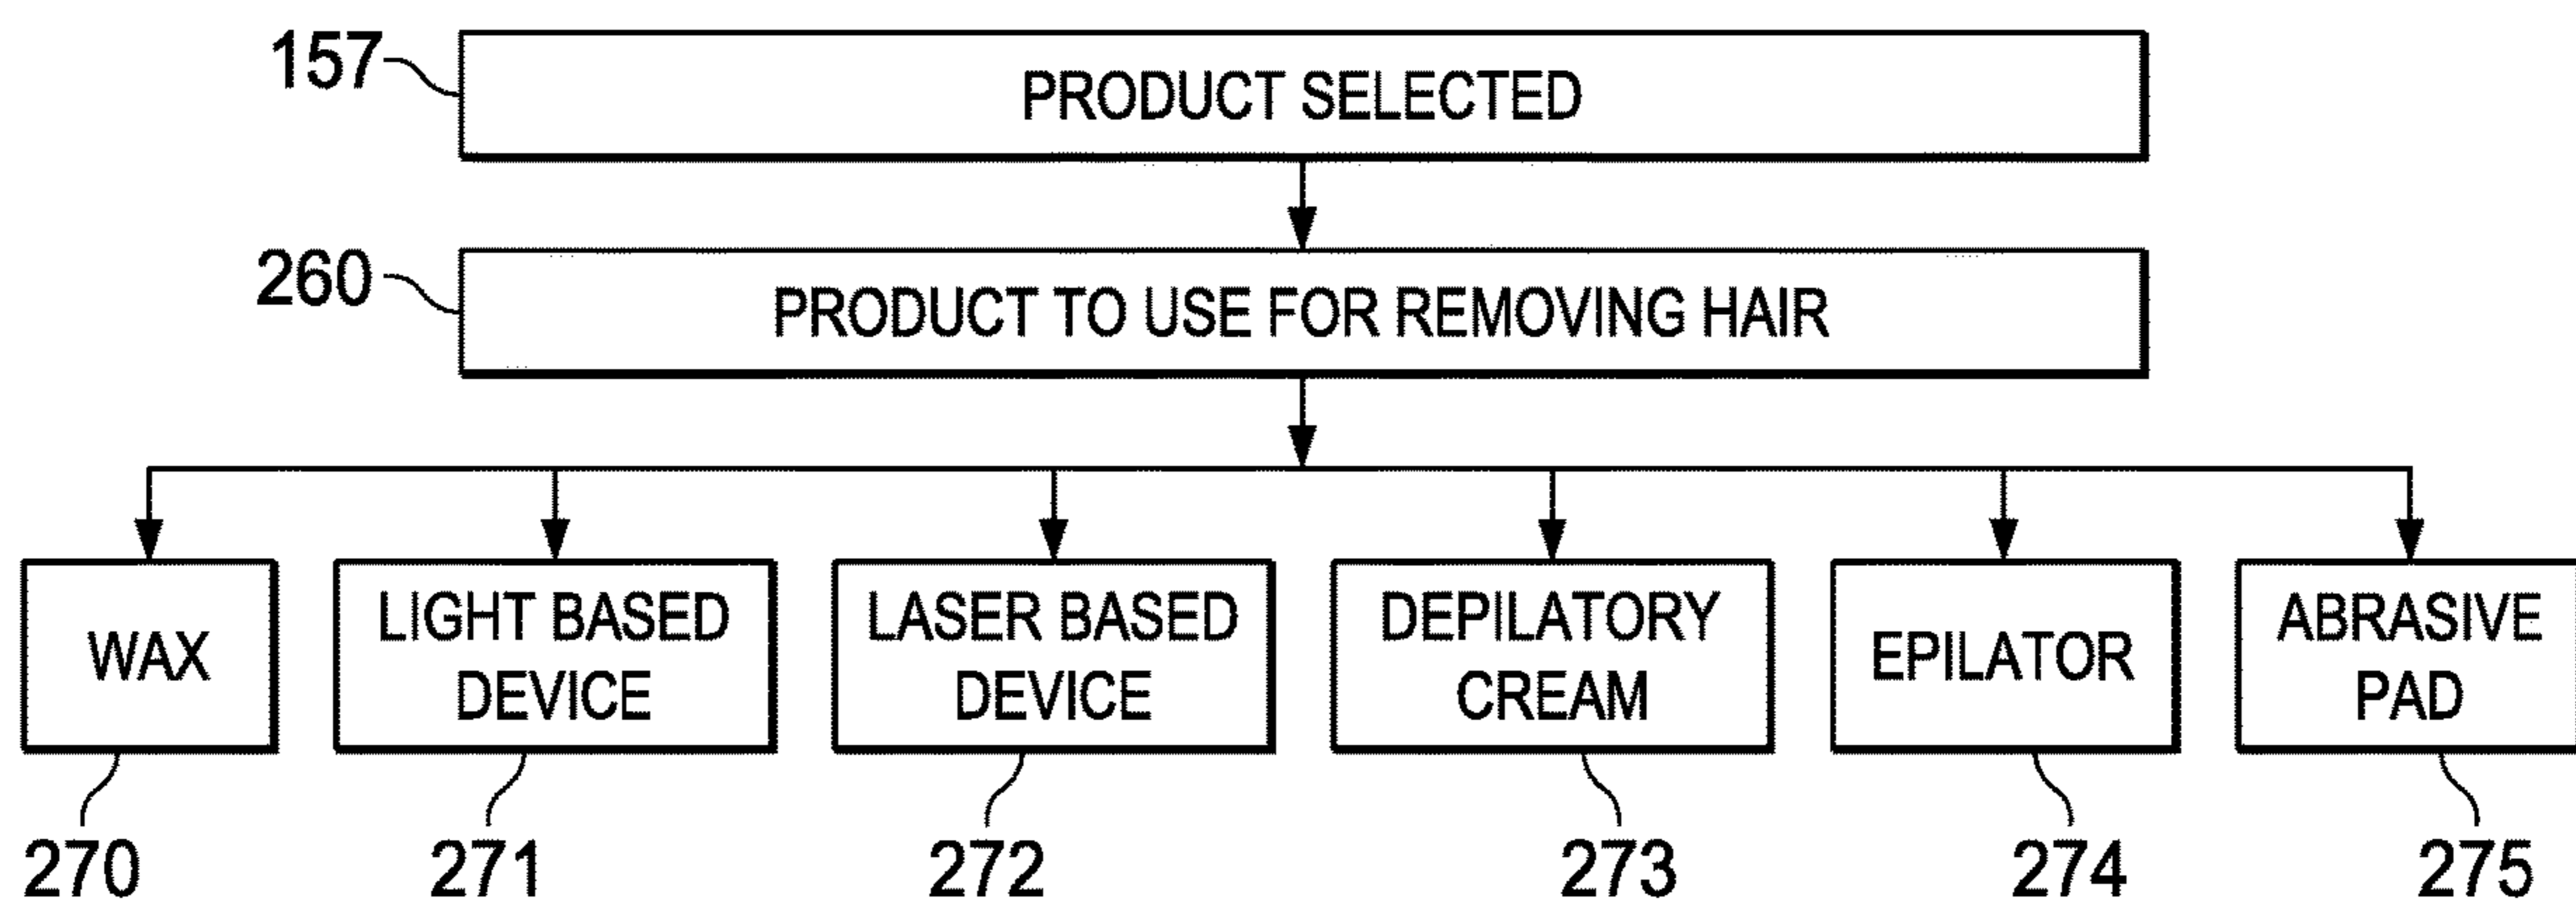 157
PRODUCT SELECTED
260
PRODUCT TO USE FOR REMOVING HAIR
WAX
LIGHT BASED
DEVICE
LASER BASED
DEVICE
DEPILATORY
CREAM
EPILATOR
ABRASIVE
PAD
270
271
272
273
274
275